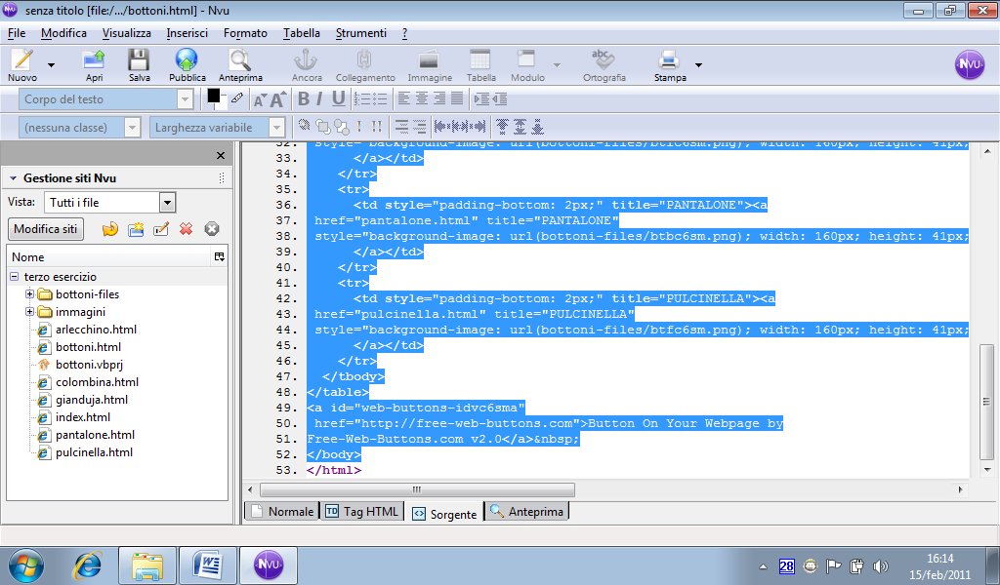 senza titolo [file:/.../bottoni.html] - Nvu
File Modifica Visualizza Inserisci Formato Tabella Strumenti ?
Nuovo Apri Salva Pubblica Anteprima Ancora Collegamento Immagine Tabella Modulo Ortografia Stampa
Corpo del testo
(nessuna classe) Larghezza variabile
Gestione siti Nvu
Vista: Tutti i file
Modifica siti
Nome
terzo esercizio
bottoni-files
immagini
arlecchino.html
bottoni.html
bottoni.vbprj
colombina.html
gianduja.html
index.html
pantalone.html
pulcinella.html
32. style="background-image: url(bottoni-files/btfc6sm.png); width: 160px; height: 41px;
33. </a></td>
34. </tr>
35. <tr>
36. <td style="padding-bottom: 2px;" title="PANTALONE"><a
37. href="pantalone.html" title="PANTALONE"
38. style="background-image: url(bottoni-files/btbc6sm.png); width: 160px; height: 41px;
39. </a></td>
40. </tr>
41. <tr>
42. <td style="padding-bottom: 2px;" title="PULCINELLA"><a
43. href="pulcinella.html" title="PULCINELLA"
44. style="background-image: url(bottoni-files/btfc6sm.png); width: 160px; height: 41px;
45. </a></td>
46. </tr>
47. </tbody>
48. </table>
49. <a id="web-buttons-idvc6sma"
50. href="http://free-web-buttons.com">Button On Your Webpage by
51. Free-Web-Buttons.com v2.0</a>&nbsp;
52. </body>
53. </html>
Normale Tag HTML Sorgente Anteprima
28
16:14
15/feb/2011